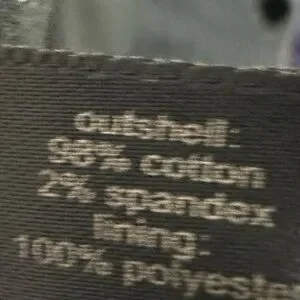 outshell:
98% cotton
2% spandex
lining:
100% polyeste